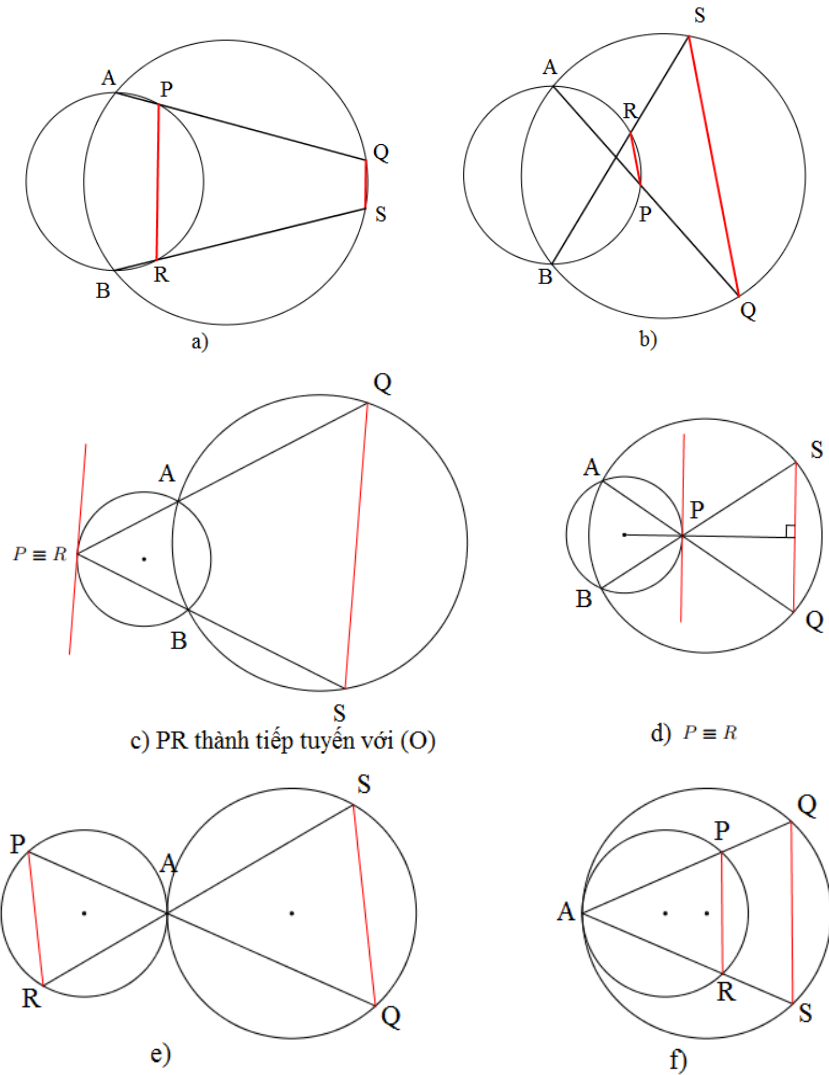 A P Q S R B
a)
S A R P B Q
b)
Q A P ≡ R B S
c) PR thành tiếp tuyến với (O)
A S P B Q
d) P ≡ R
P A S R Q
e)
A P Q R S
f)